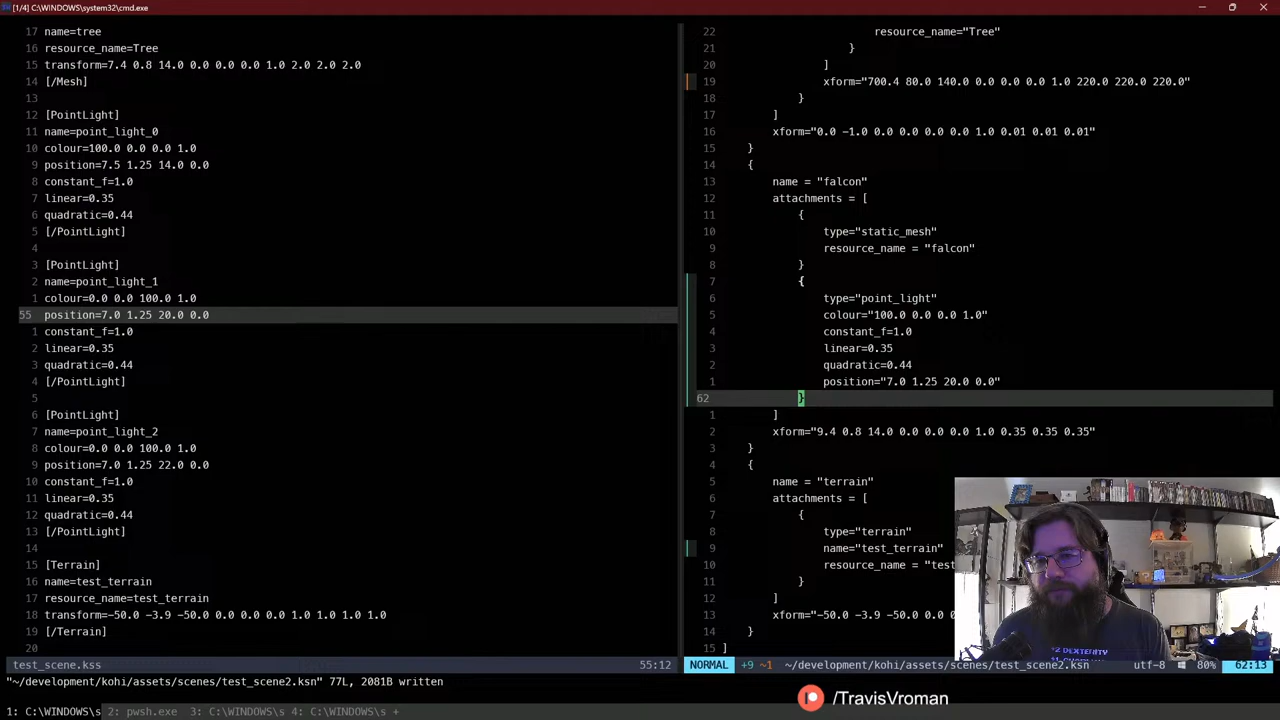 [1/4] C:\WINDOWS\system32\cmd.exe
17 name=tree
16 resource_name=Tree
15 transform=7.4 0.8 14.0 0.0 0.0 0.0 1.0 2.0 2.0 2.0
14 [/Mesh]
13
12 [PointLight]
11 name=point_light_0
10 colour=100.0 0.0 0.0 1.0
9 position=7.5 1.25 14.0 0.0
8 constant_f=1.0
7 linear=0.35
6 quadratic=0.44
5 [/PointLight]
4
3 [PointLight]
2 name=point_light_1
1 colour=0.0 0.0 100.0 1.0
55 position=7.0 1.25 20.0 0.0
1 constant_f=1.0
2 linear=0.35
3 quadratic=0.44
4 [/PointLight]
5
6 [PointLight]
7 name=point_light_2
8 colour=0.0 0.0 100.0 1.0
9 position=7.0 1.25 22.0 0.0
10 constant_f=1.0
11 linear=0.35
12 quadratic=0.44
13 [/PointLight]
14
15 [Terrain]
16 name=test_terrain
17 resource_name=test_terrain
18 transform=-50.0 -3.9 -50.0 0.0 0.0 0.0 1.0 1.0 1.0 1.0
19 [/Terrain]
20
test_scene.kss 55:12
22 resource_name="Tree"
21 }
20 ]
19 xform="700.4 80.0 140.0 0.0 0.0 0.0 1.0 220.0 220.0 220.0"
18 }
17 ]
16 xform="0.0 -1.0 0.0 0.0 0.0 0.0 1.0 0.01 0.01 0.01"
15 }
14 {
13 name = "falcon"
12 attachments = [
11 {
10 type="static_mesh"
9 resource_name = "falcon"
8 }
7 {
6 type="point_light"
5 colour="100.0 0.0 0.0 1.0"
4 constant_f=1.0
3 linear=0.35
2 quadratic=0.44
1 position="7.0 1.25 20.0 0.0"
62 }
1 ]
2 xform="9.4 0.8 14.0 0.0 0.0 0.0 1.0 0.35 0.35 0.35"
3 }
4 {
5 name = "terrain"
6 attachments = [
7 {
8 type="terrain"
9 name="test_terrain"
10 resource_name = "test
11 }
12 ]
13 xform="-50.0 -3.9 -50.0 0.0 0.0 0
14 }
15 ]
NORMAL +9 ~1 ~/development/kohi/assets/scenes/test_scene2.ksn utf-8 80% 62:13
"~/development/kohi/assets/scenes/test_scene2.ksn" 77L, 2081B written
/TravisVroman
1: C:\WINDOWS\s 2: pwsh.exe 3: C:\WINDOWS\s 4: C:\WINDOWS\s +